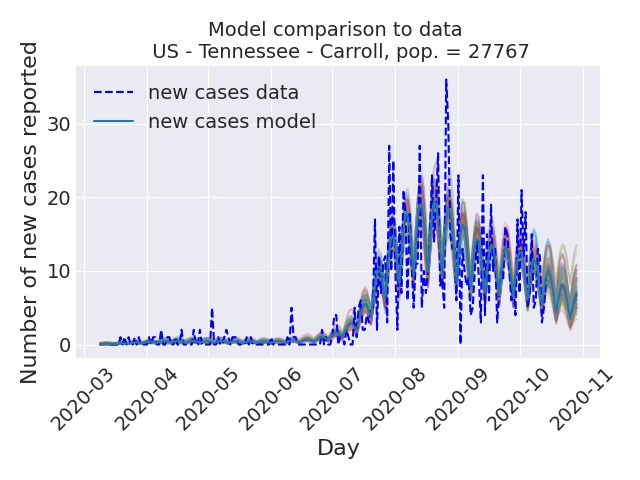 Model comparison to data
US - Tennessee - Carroll, pop. = 27767
Number of new cases reported
new cases data
new cases model
30
20
10
0
2020-03
2020-04
2020-05
2020-06
2020-07
2020-08
2020-09
2020-10
2020-11
Day